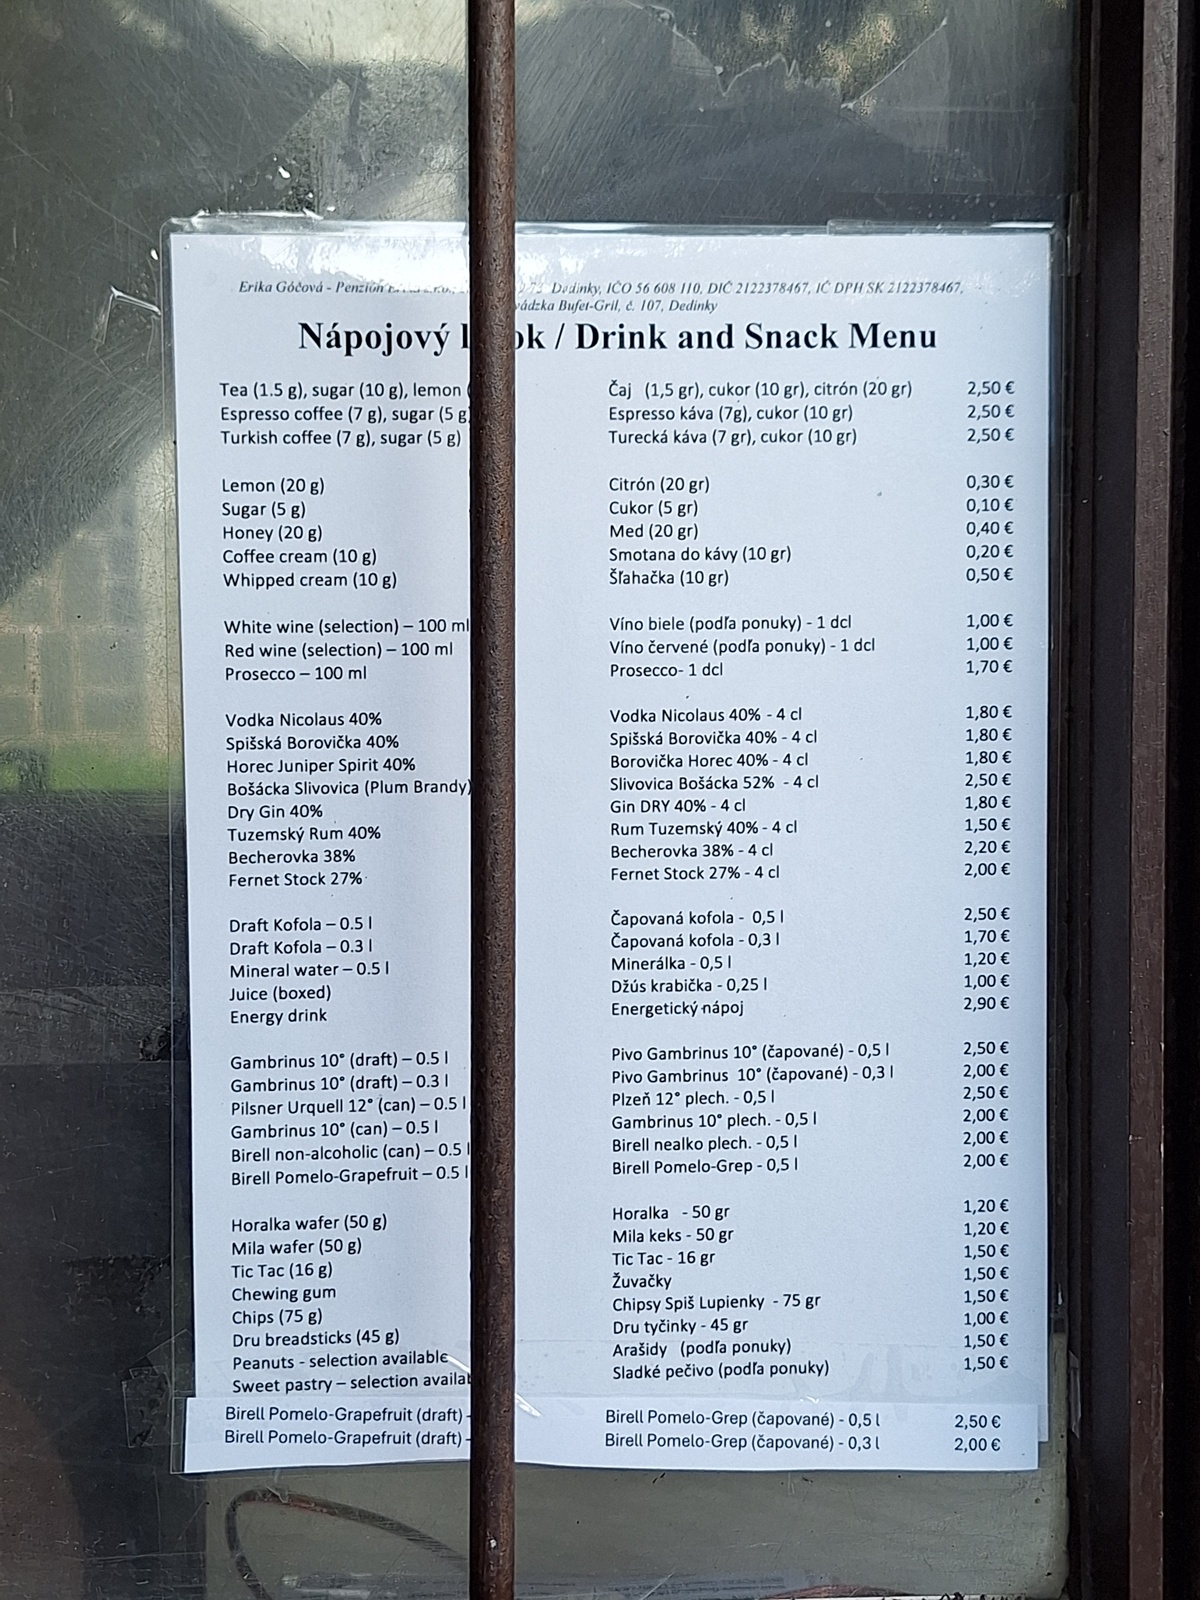 Erika Góčová - Penzión Dedinky, IČO 56 608 110, DIČ 2122378467, IČ DPH SK 2122378467,
Bufet-Gril, č. 107, Dedinky
Nápojový / Drink and Snack Menu
Tea (1.5 g), sugar (10 g), lemon ( Čaj (1,5 gr), cukor (10 gr), citrón (20 gr) 2,50 €
Espresso coffee (7 g), sugar (5 g Espresso káva (7g), cukor (10 gr) 2,50 €
Turkish coffee (7 g), sugar (5 g) Turecká káva (7 gr), cukor (10 gr) 2,50 €
Lemon (20 g) Citrón (20 gr) 0,30 €
Sugar (5 g) Cukor (5 gr) 0,10 €
Honey (20 g) Med (20 gr) 0,40 €
Coffee cream (10 g) Smotana do kávy (10 gr) 0,20 €
Whipped cream (10 g) Šľahačka (10 gr) 0,50 €
White wine (selection) – 100 ml Víno biele (podľa ponuky) - 1 dcl 1,00 €
Red wine (selection) – 100 ml Víno červené (podľa ponuky) - 1 dcl 1,00 €
Prosecco – 100 ml Prosecco- 1 dcl 1,70 €
Vodka Nicolaus 40% Vodka Nicolaus 40% - 4 cl 1,80 €
Spišská Borovička 40% Spišská Borovička 40% - 4 cl 1,80 €
Horec Juniper Spirit 40% Borovička Horec 40% - 4 cl 1,80 €
Bošácka Slivovica (Plum Brandy) Slivovica Bošácka 52% - 4 cl 2,50 €
Dry Gin 40% Gin DRY 40% - 4 cl 1,80 €
Tuzemský Rum 40% Rum Tuzemský 40% - 4 cl 1,50 €
Becherovka 38% Becherovka 38% - 4 cl 2,20 €
Fernet Stock 27% Fernet Stock 27% - 4 cl 2,00 €
Draft Kofola – 0.5 l Čapovaná kofola - 0,5 l 2,50 €
Draft Kofola – 0.3 l Čapovaná kofola - 0,3 l 1,70 €
Mineral water – 0.5 l Minerálka - 0,5 l 1,20 €
Juice (boxed) Džús krabička - 0,25 l 1,00 €
Energy drink Energetický nápoj 2,90 €
Gambrinus 10° (draft) – 0.5 l Pivo Gambrinus 10° (čapované) - 0,5 l 2,50 €
Gambrinus 10° (draft) – 0.3 l Pivo Gambrinus 10° (čapované) - 0,3 l 2,00 €
Pilsner Urquell 12° (can) – 0.5 l Plzeň 12° plech. - 0,5 l 2,50 €
Gambrinus 10° (can) – 0.5 l Gambrinus 10° plech. - 0,5 l 2,00 €
Birell non-alcoholic (can) – 0.5 l Birell nealko plech. - 0,5 l 2,00 €
Birell Pomelo-Grapefruit – 0.5 l Birell Pomelo-Grep - 0,5 l 2,00 €
Horalka wafer (50 g) Horalka - 50 gr 1,20 €
Mila wafer (50 g) Mila keks - 50 gr 1,20 €
Tic Tac (16 g) Tic Tac - 16 gr 1,50 €
Chewing gum Žuvačky 1,50 €
Chips (75 g) Chipsy Spiš Lupienky - 75 gr 1,50 €
Dru breadsticks (45 g) Dru tyčinky - 45 gr 1,00 €
Peanuts - selection available Arašidy (podľa ponuky) 1,50 €
Sweet pastry – selection Sladké pečivo (podľa ponuky) 1,50 €
Birell Pomelo-Grapefruit (draft) - Birell Pomelo-Grep (čapované) - 0,5 l 2,50 €
Birell Pomelo-Grapefruit (draft) - Birell Pomelo-Grep (čapované) - 0,3 l 2,00 €